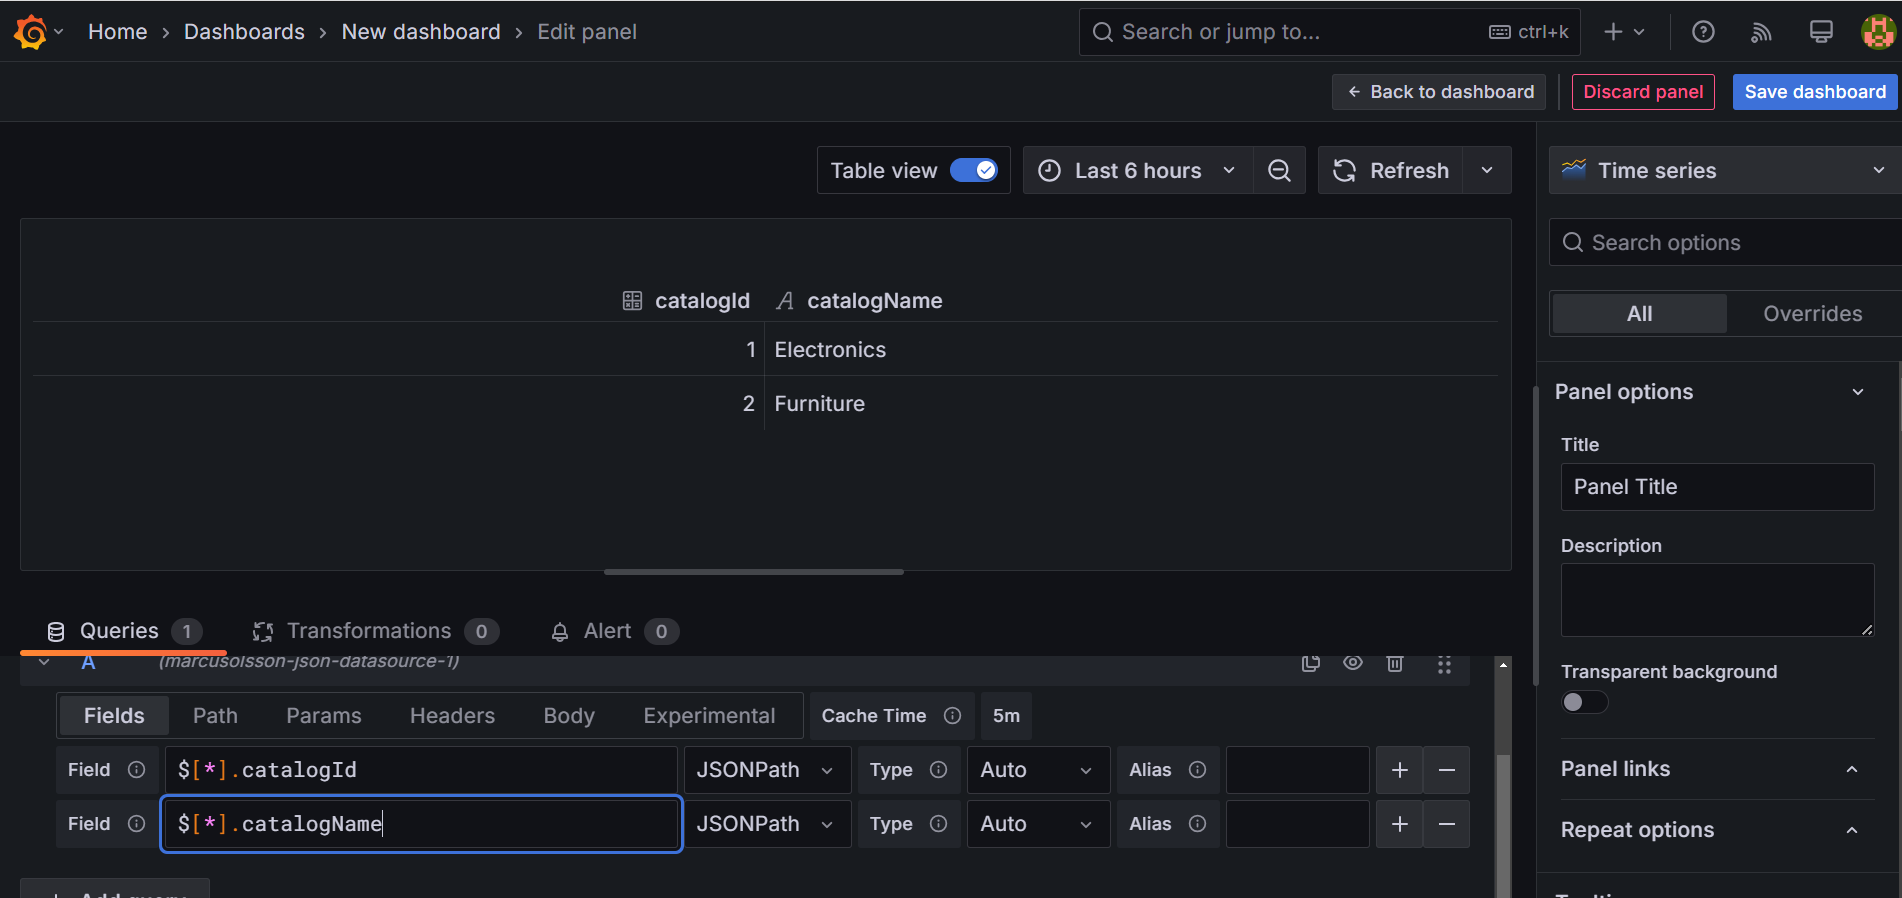 Home › Dashboards › New dashboard › Edit panel
Search or jump to... ctrl+k
← Back to dashboard Discard panel Save dashboard
Table view Last 6 hours Refresh
catalogId catalogName
1 Electronics
2 Furniture
Time series
Search options
All Overrides
Panel options
Title
Panel Title
Description
Transparent background
Panel links
Repeat options
Queries 1 Transformations 0 Alert 0
A (marcusolsson-json-datasource-1)
Fields Path Params Headers Body Experimental Cache Time 5m
Field $[*].catalogId JSONPath Type Auto Alias + −
Field $[*].catalogName JSONPath Type Auto Alias + −